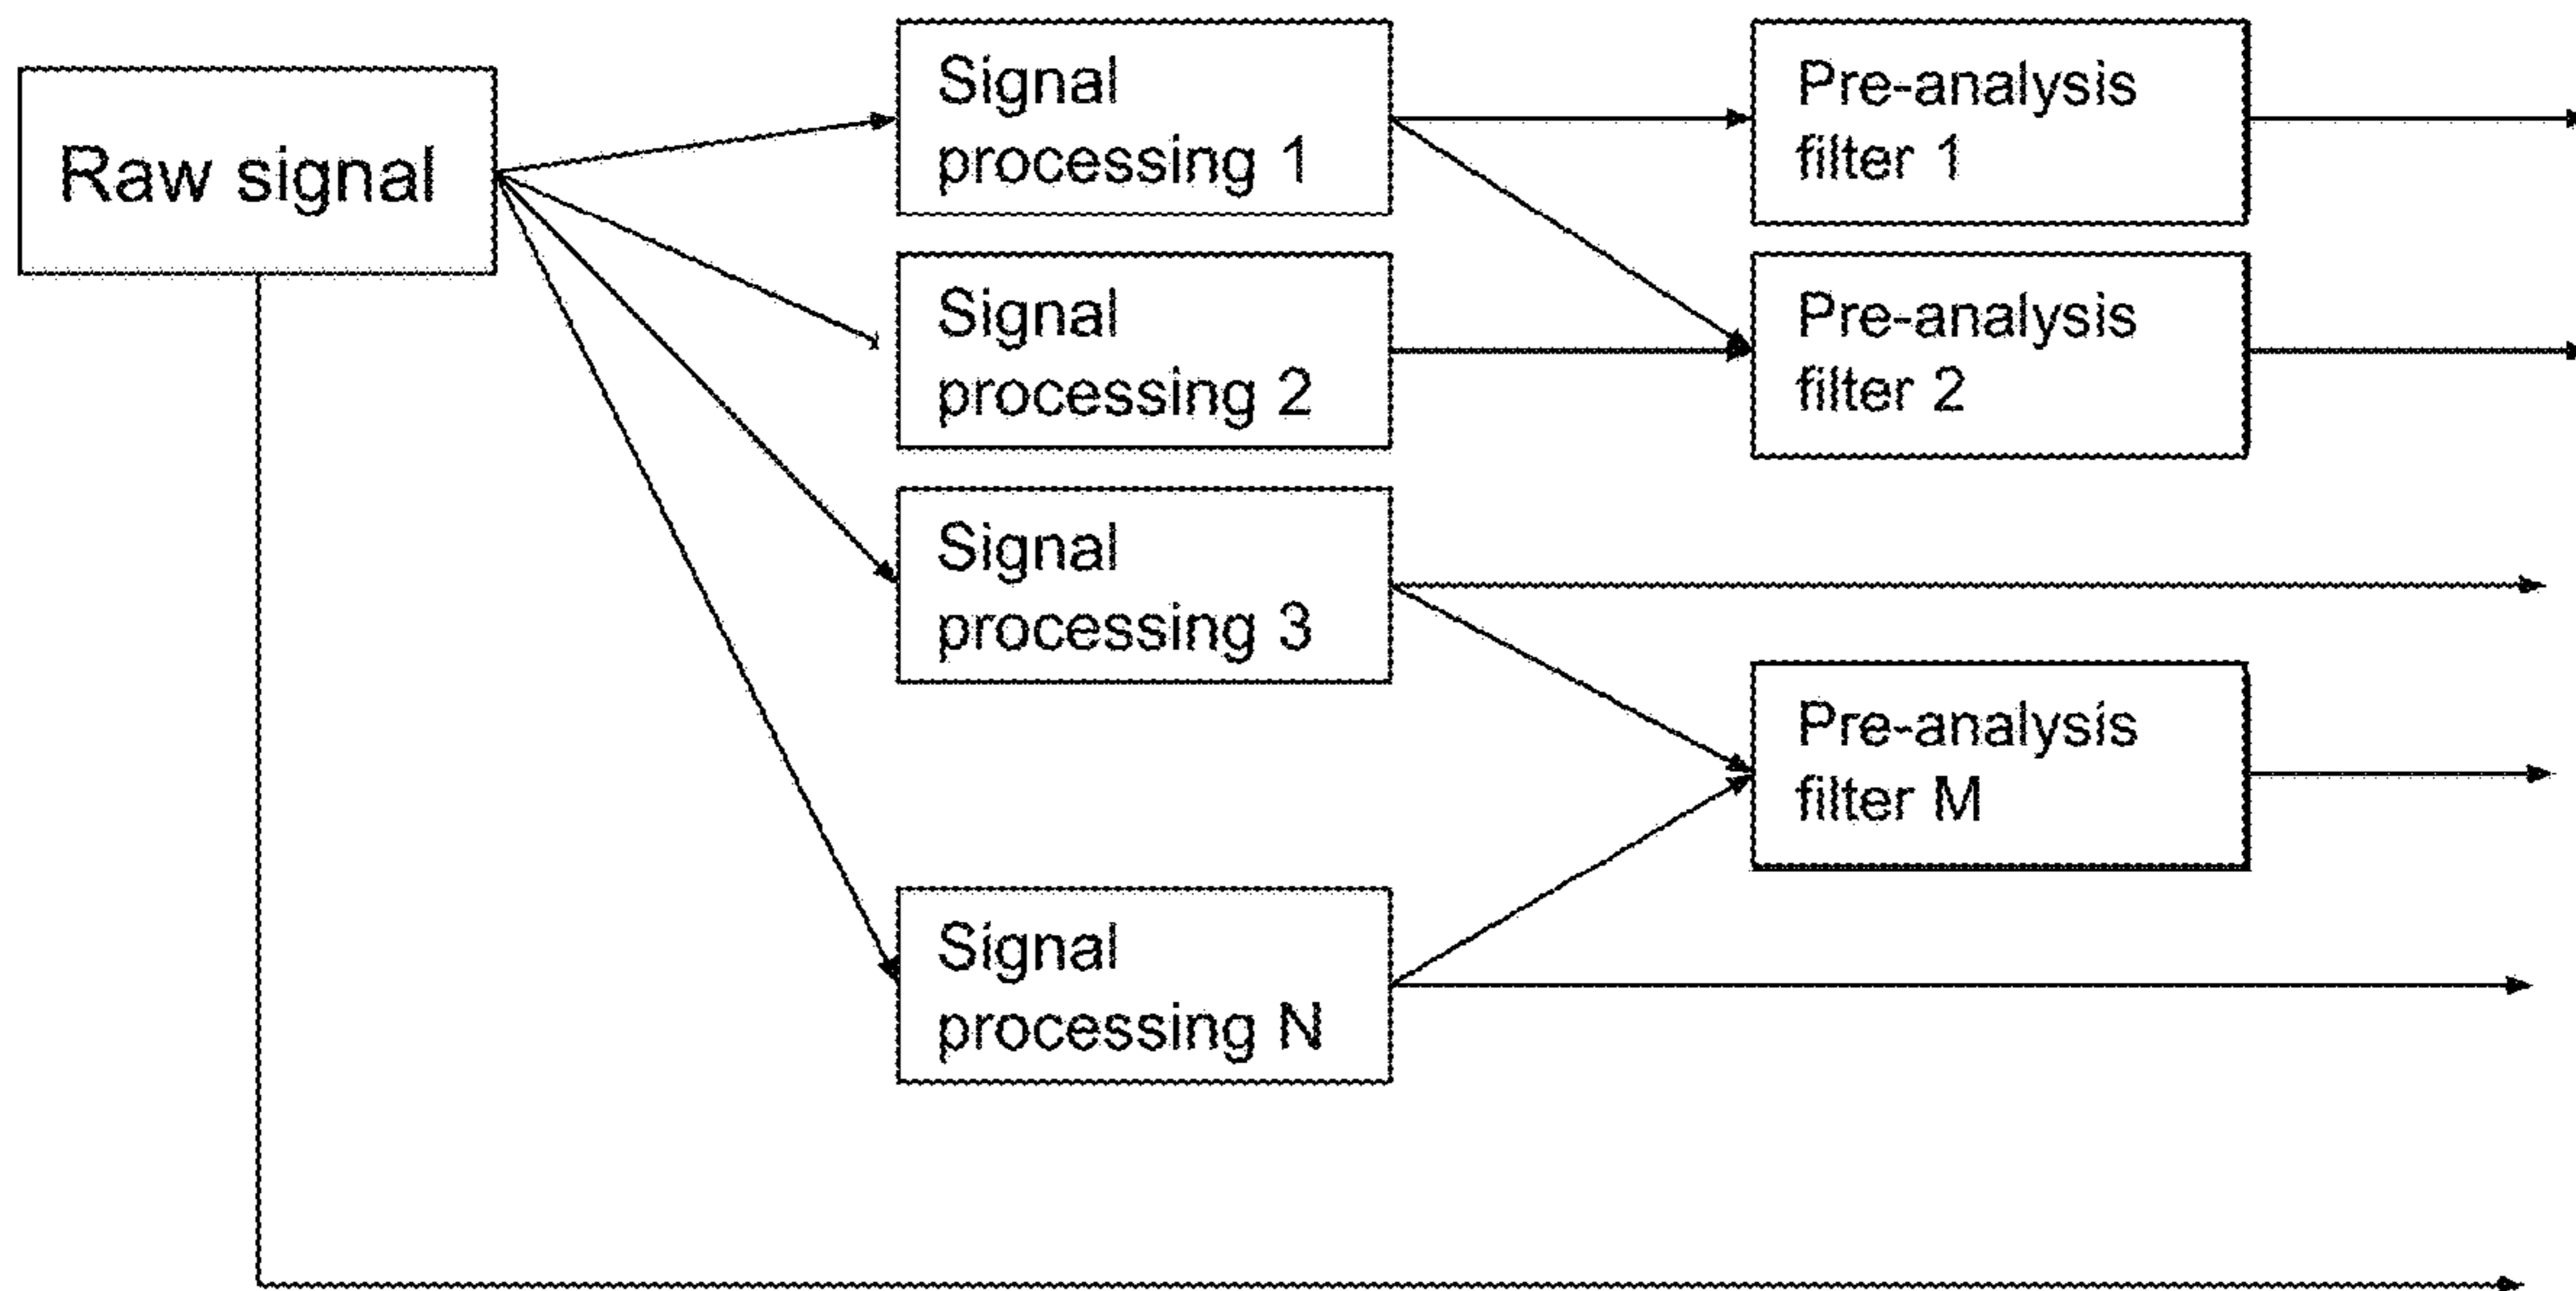 Raw signal
Signal
processing 1
Pre-analysis
filter 1
Signal
processing 2
Pre-analysis
filter 2
Signal
processing 3
Pre-analysis
filter M
Signal
processing N